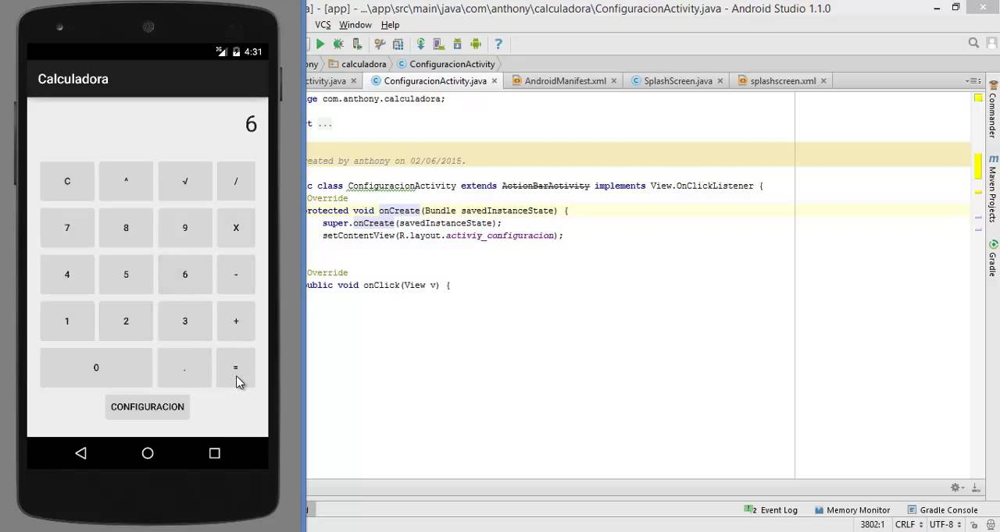 4:31
Calculadora
6
C ^ √ /
7 8 9 X
4 5 6 -
1 2 3 +
0 . =
CONFIGURACION
a] - [app] - ...\app\src\main\java\com\anthony\calculadora\ConfiguracionActivity.java - Android Studio 1.1.0
VCS Window Help
ny calculadora ConfiguracionActivity
ctivity.java ConfiguracionActivity.java AndroidManifest.xml SplashScreen.java splashscreen.xml
ge com.anthony.calculadora;
t ...
eated by anthony on 02/06/2015.
c class ConfiguracionActivity extends ActionBarActivity implements View.OnClickListener {
Override
rotected void onCreate(Bundle savedInstanceState) {
super.onCreate(savedInstanceState);
setContentView(R.layout.activiy_configuracion);
Override
ublic void onClick(View v) {
Commander
Maven Projects
Gradle
2 Event Log Memory Monitor Gradle Console
3802:1 CRLF UTF-8